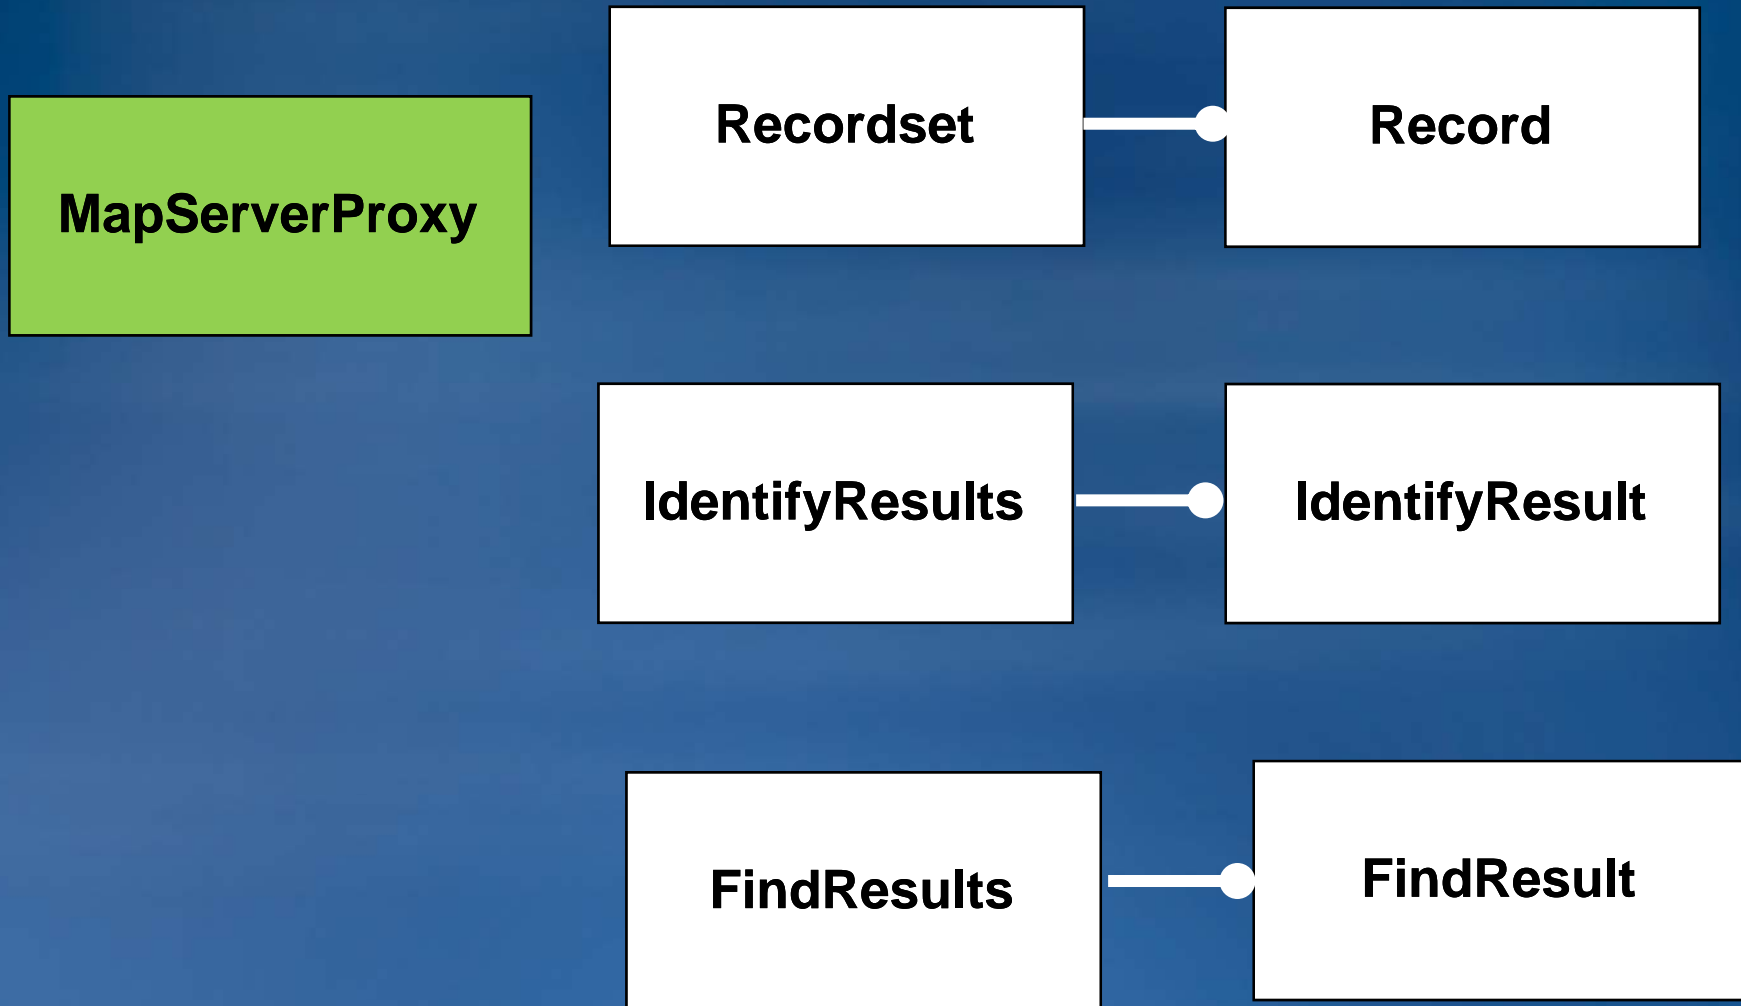 MapServerProxy
Recordset
Record
IdentifyResults
IdentifyResult
FindResults
FindResult